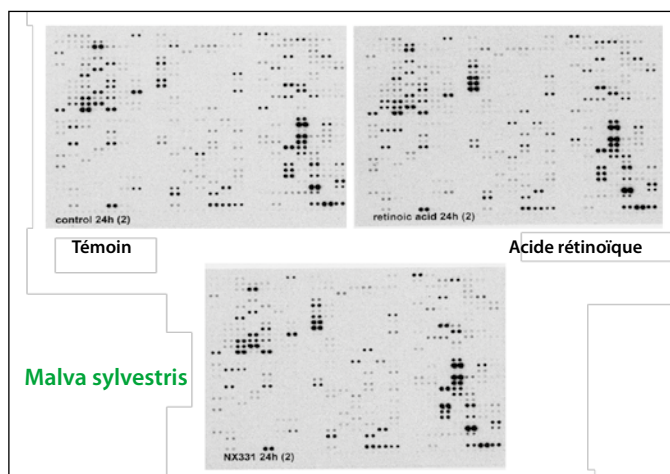 control 24h (2)
retinoic acid 24h (2)
Témoin
Acide rétinoïque
Malva sylvestris
NX331 24h (2)